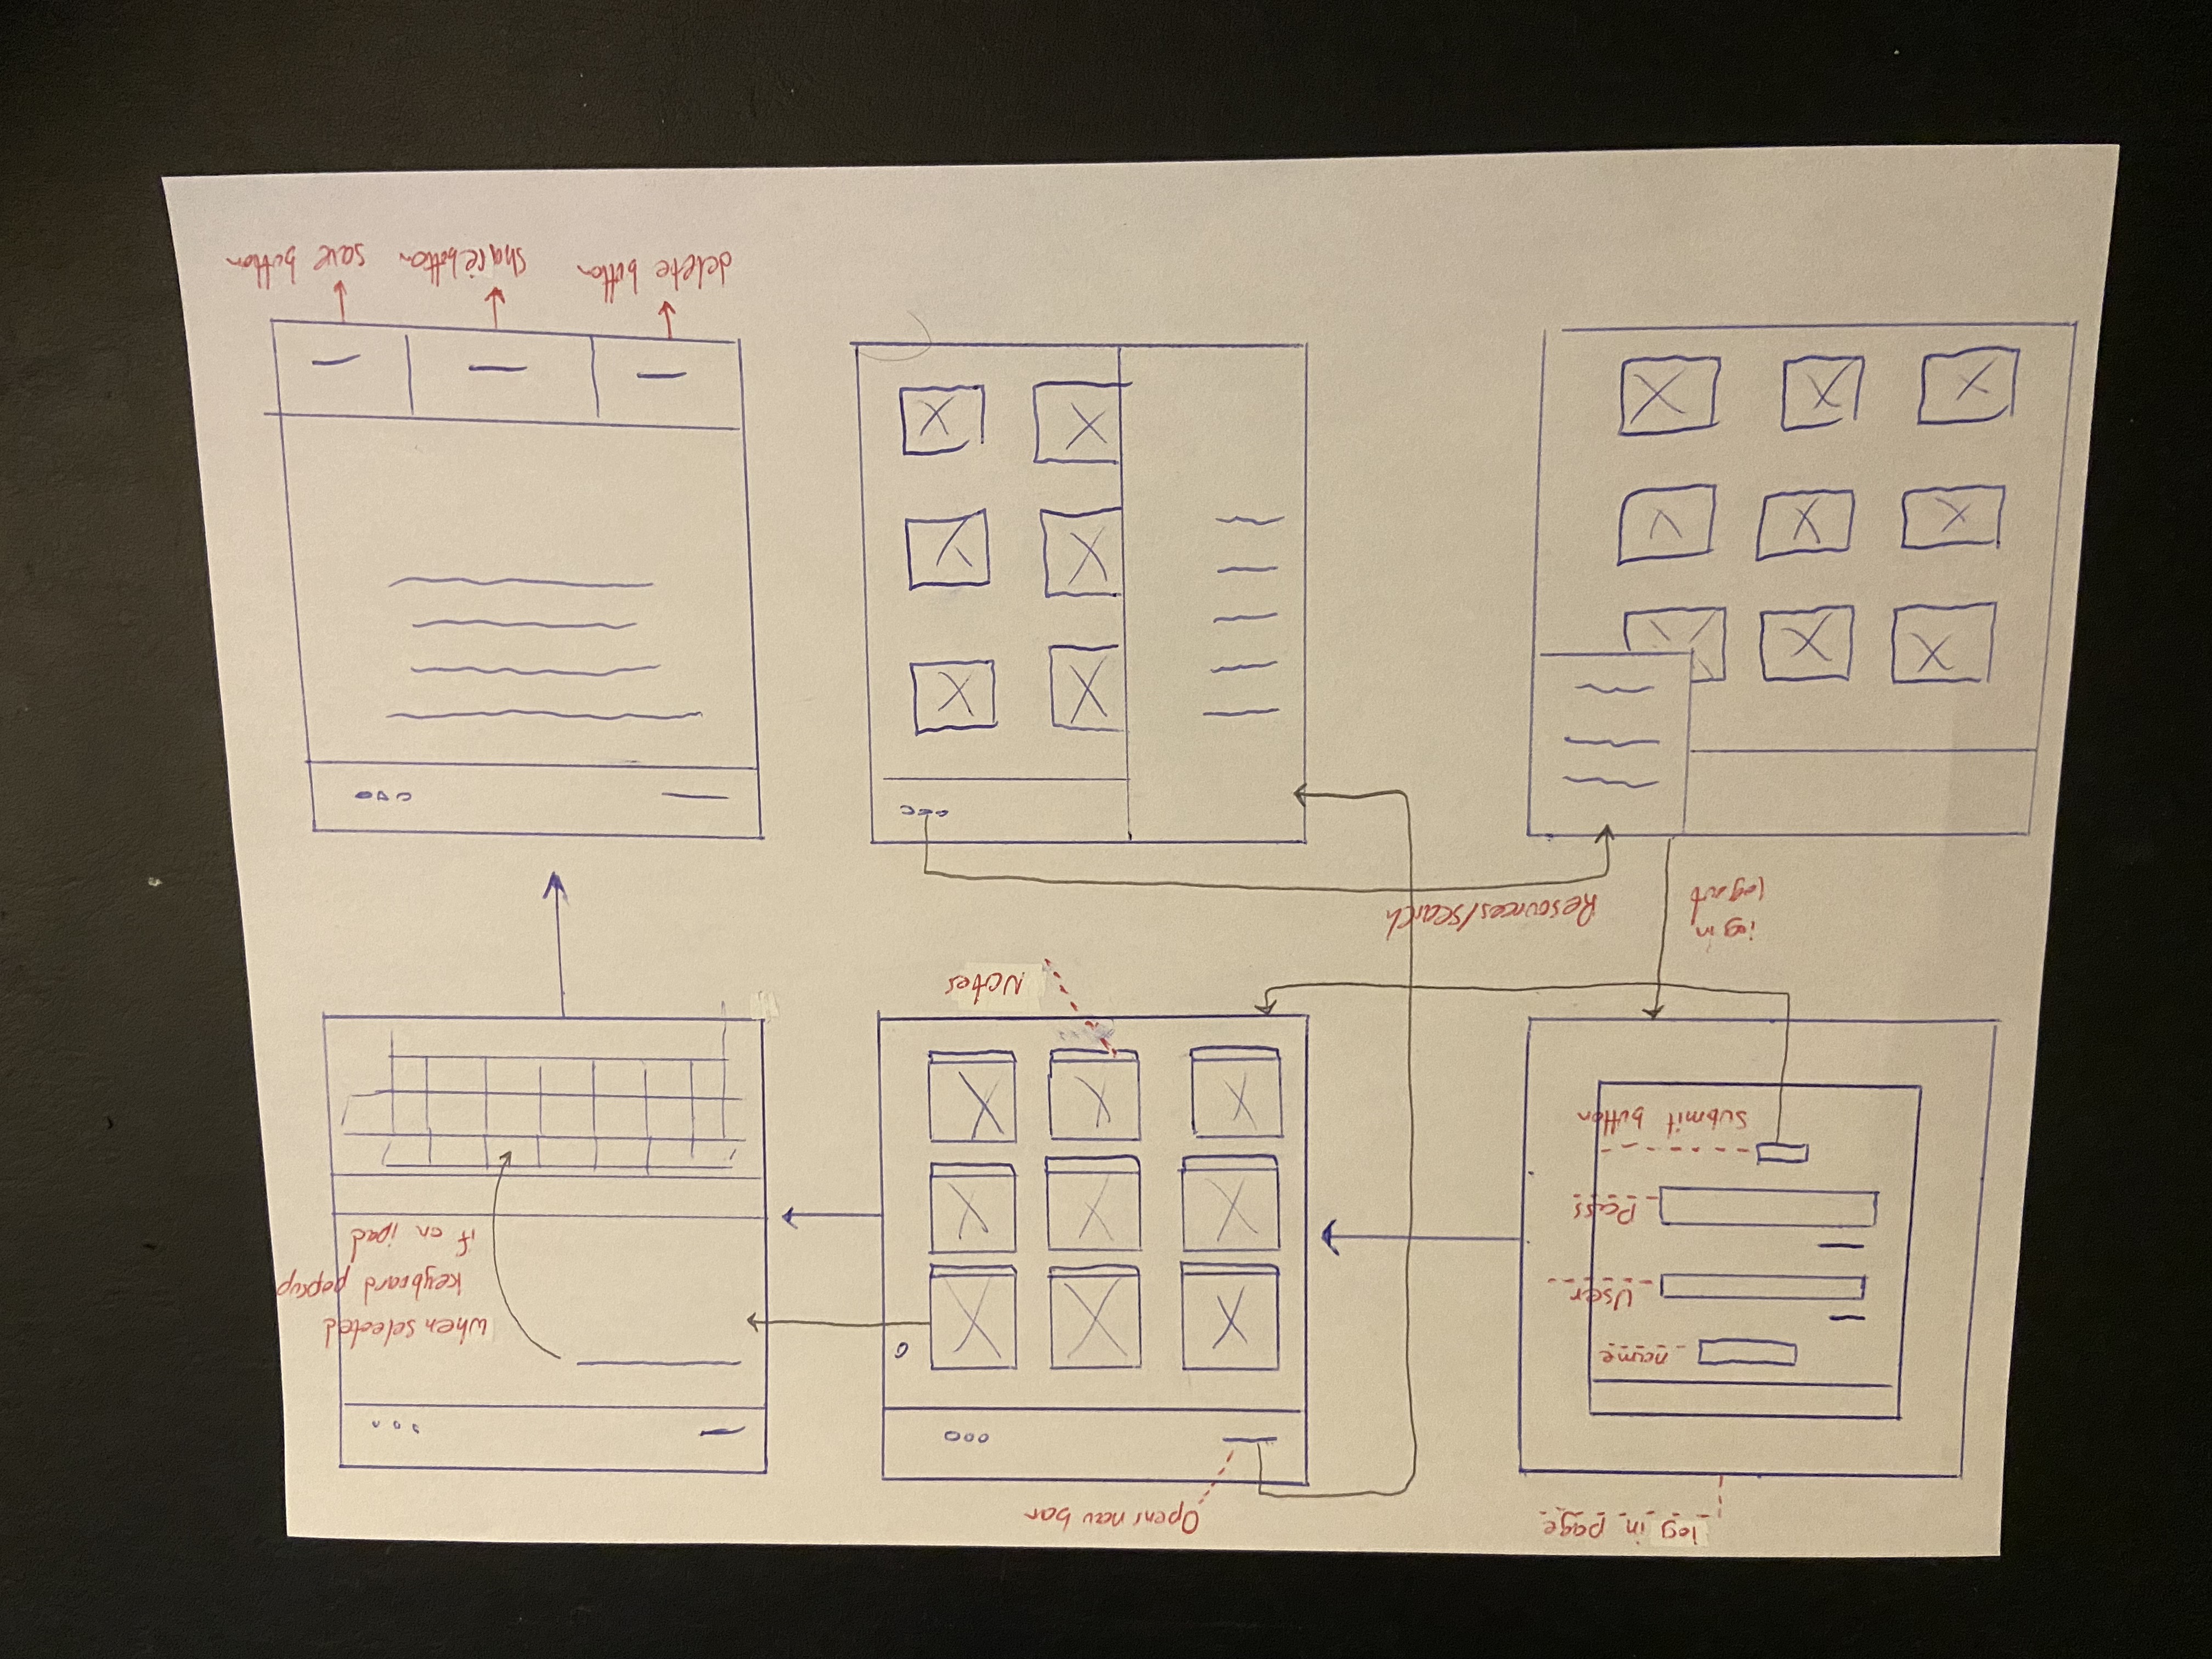 log in page
name
User
Pass
Submit button
Opens nav bar
Notes
when selected
keyboard popup
if on ipad
log in
logout
Resources/search
delete button
share button
save button